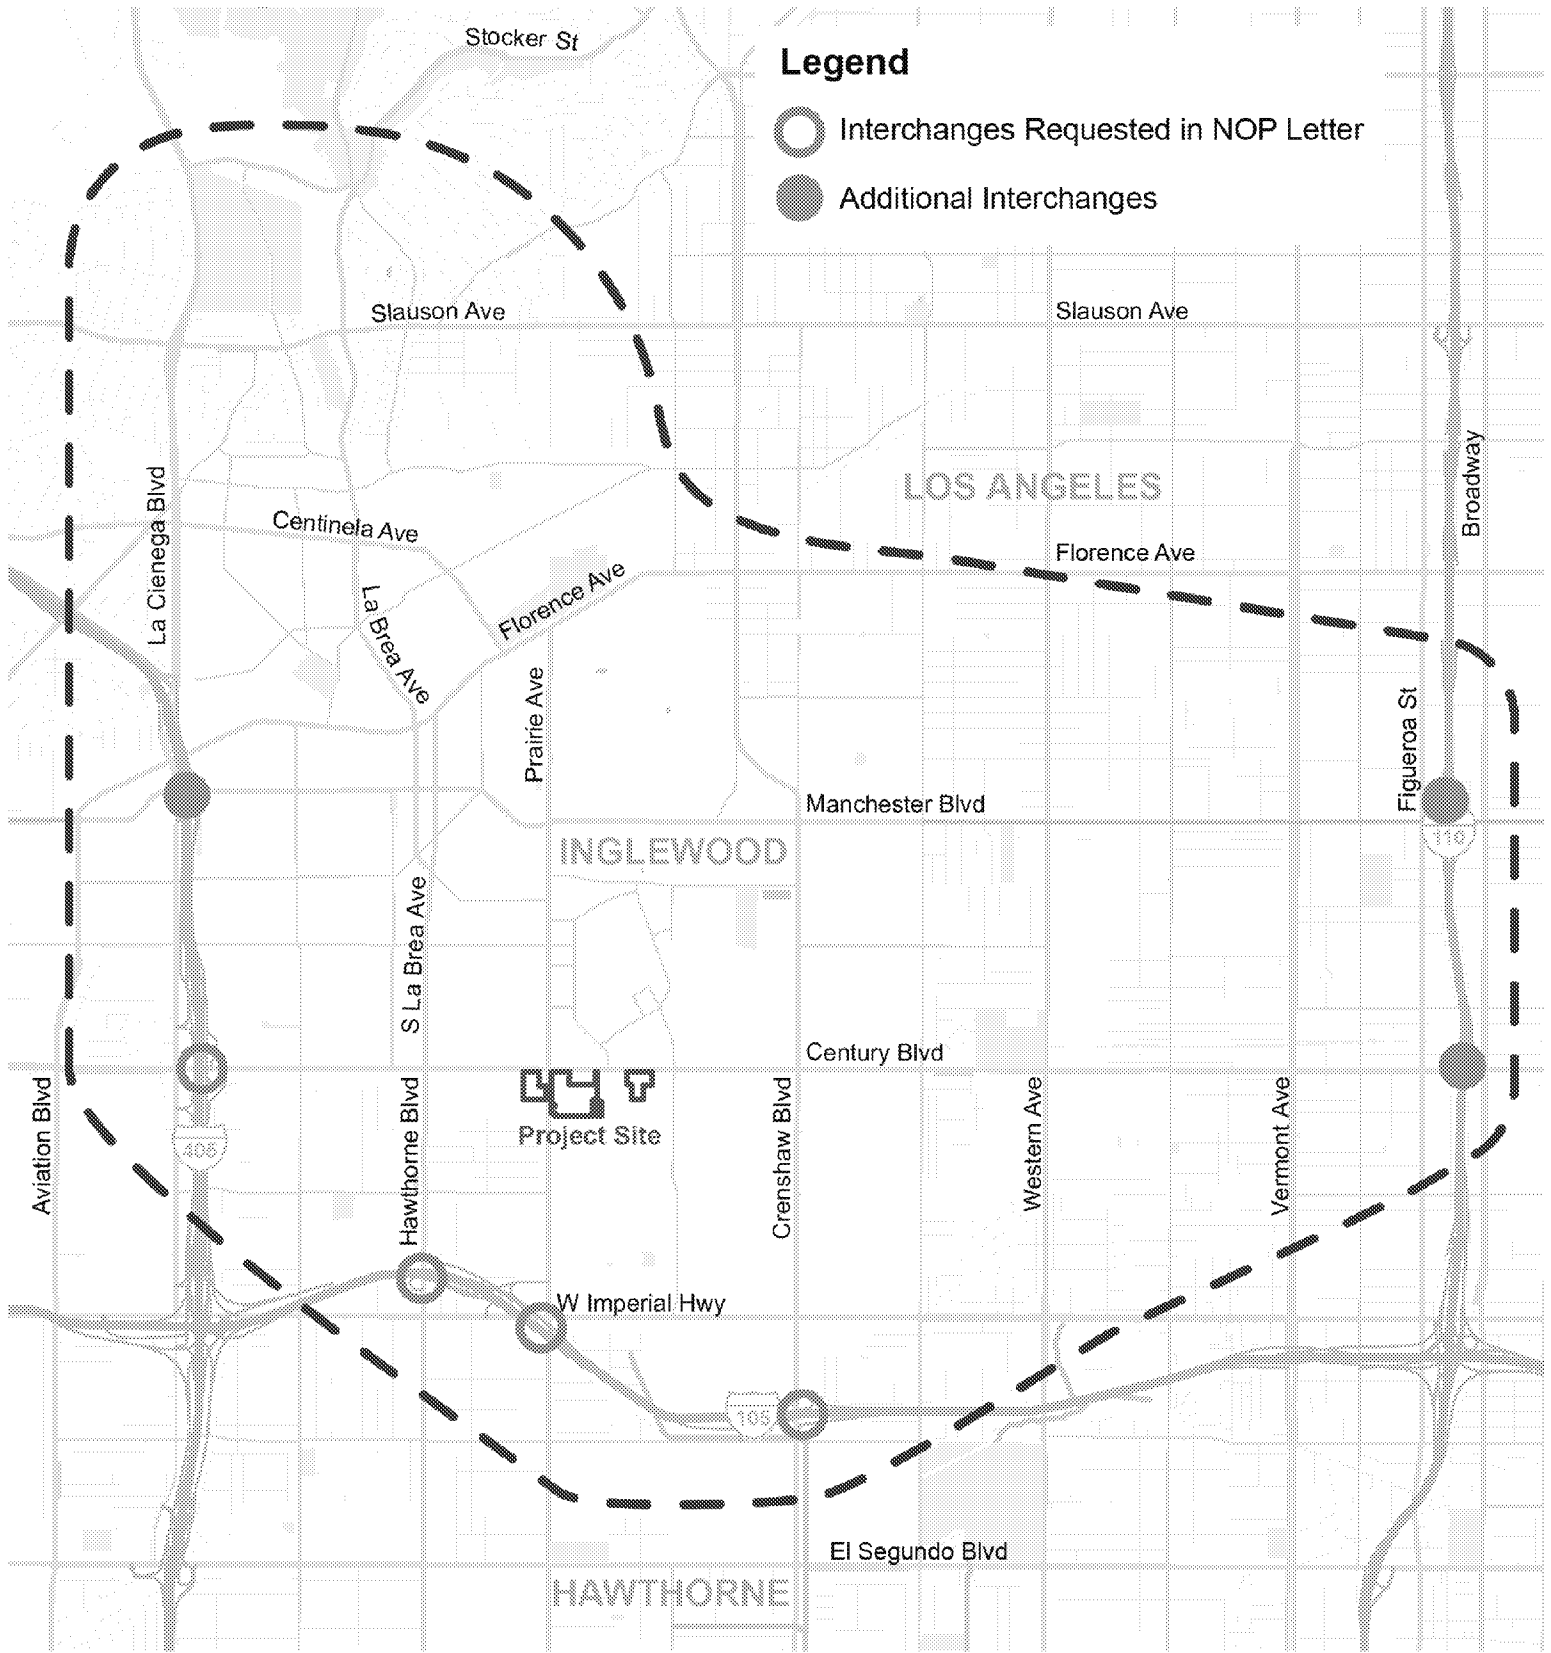 Stocker St
Legend
Interchanges Requested in NOP Letter
Additional Interchanges
Slauson Ave
Slauson Ave
Broadway
LOS ANGELES
La Cienega Blvd
Centinela Ave
Florence Ave
La Brea Ave
Florence Ave
Prairie Ave
Figueroa St
Manchester Blvd
110
INGLEWOOD
S La Brea Ave
Century Blvd
Aviation Blvd
405
Hawthorne Blvd
Project Site
Crenshaw Blvd
Western Ave
Vermont Ave
W Imperial Hwy
105
El Segundo Blvd
HAWTHORNE